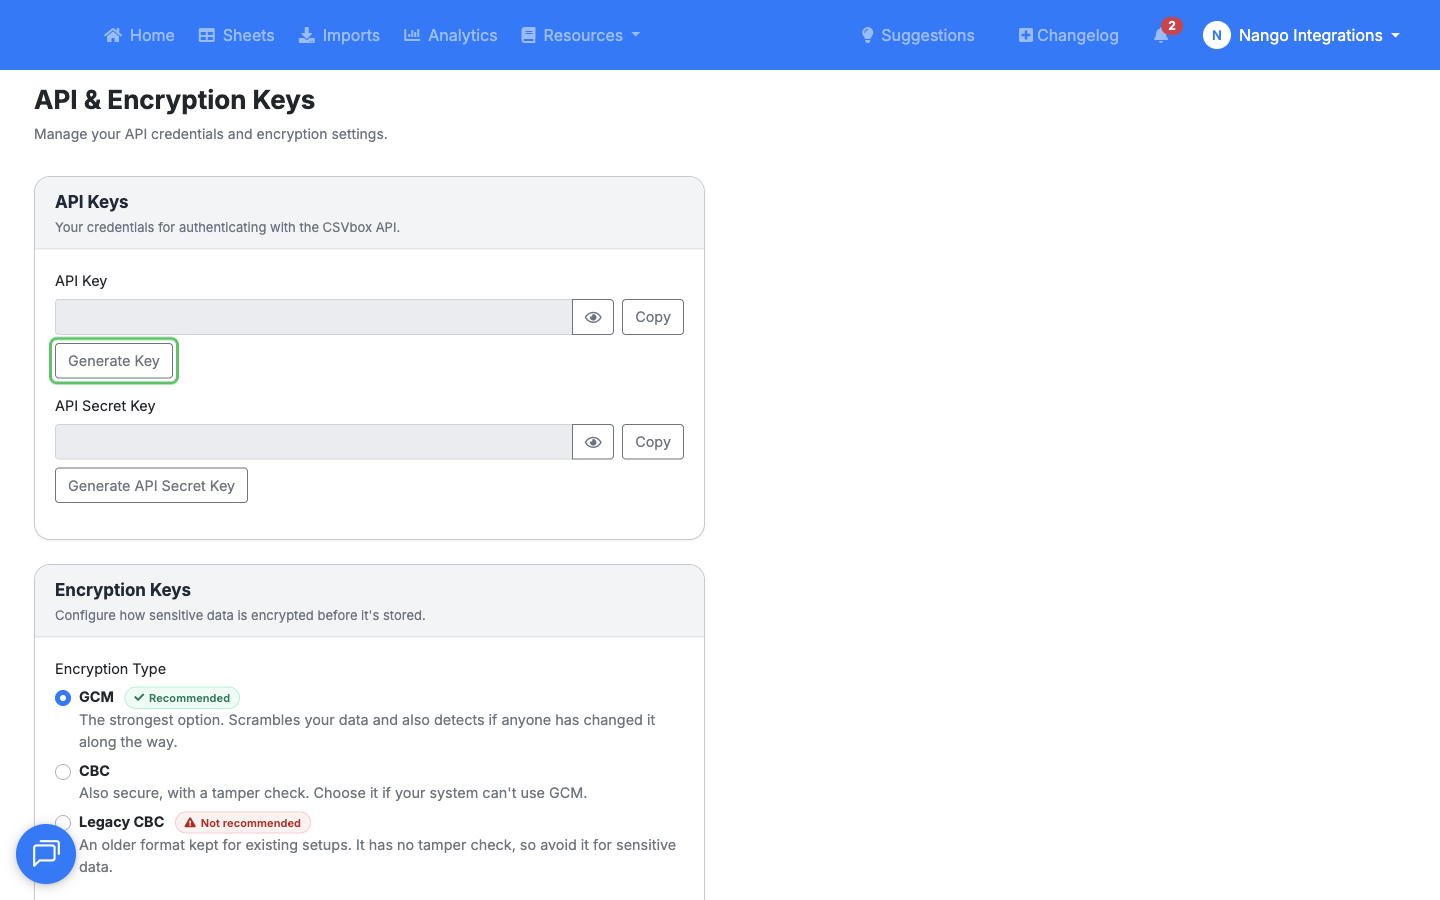 Home
Sheets
Imports
Analytics
Resources
Suggestions
Changelog
2
N
Nango Integrations
API & Encryption Keys
Manage your API credentials and encryption settings.
API Keys
Your credentials for authenticating with the CSVbox API.
API Key
Copy
Generate Key
API Secret Key
Copy
Generate API Secret Key
Encryption Keys
Configure how sensitive data is encrypted before it's stored.
Encryption Type
GCM Recommended
The strongest option. Scrambles your data and also detects if anyone has changed it
along the way.
CBC
Also secure, with a tamper check. Choose it if your system can't use GCM.
Legacy CBC Not recommended
An older format kept for existing setups. It has no tamper check, so avoid it for sensitive
data.